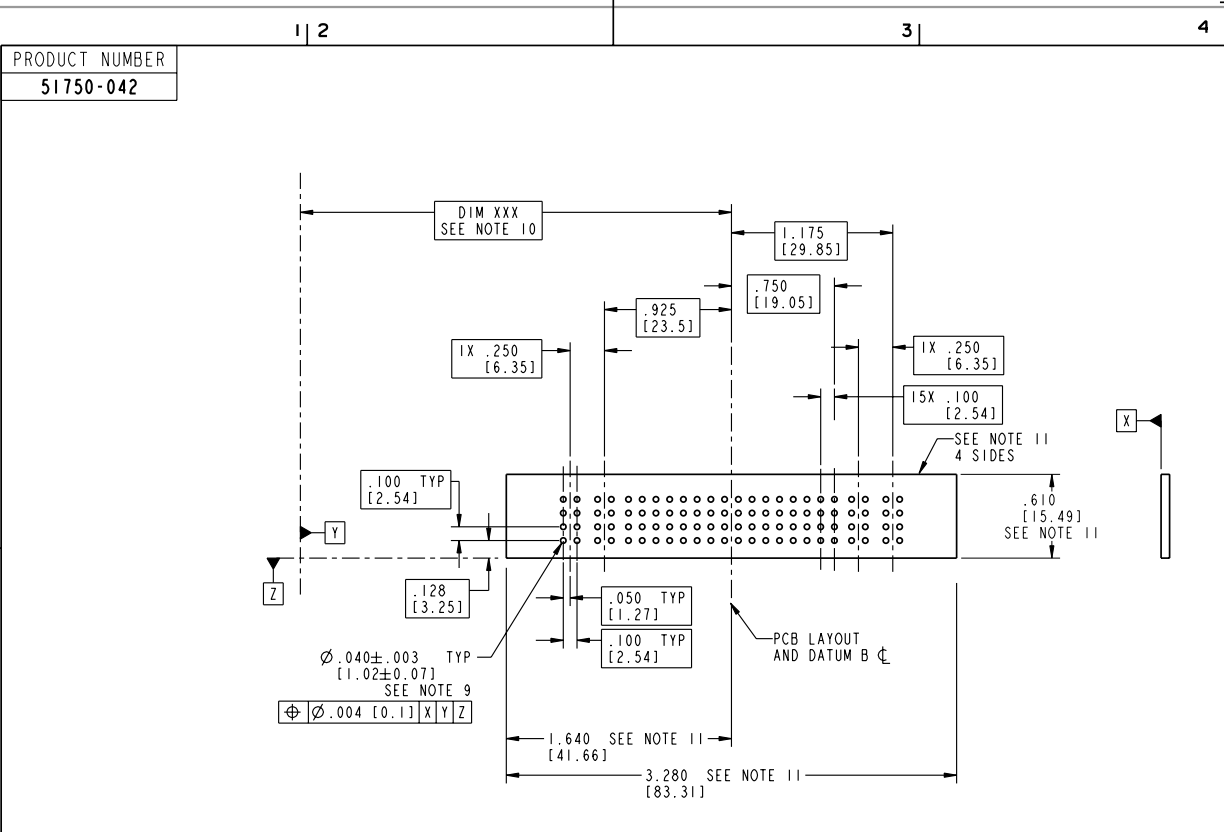 1 2 3 4
PRODUCT NUMBER
51750-042
DIM XXX
SEE NOTE 10
1.175
[29.85]
.750
[19.05]
.925
[23.5]
1X .250
[6.35]
1X .250
[6.35]
15X .100
[2.54]
X
SEE NOTE 11
4 SIDES
.100 TYP
[2.54]
.610
[15.49]
SEE NOTE 11
Y
Z
.128
[3.25]
.050 TYP
[1.27]
.100 TYP
[2.54]
PCB LAYOUT
AND DATUM B ℄
Ø.040±.003 TYP
[1.02±0.07]
SEE NOTE 9
⌖ Ø.004 [0.1] X Y Z
1.640 SEE NOTE 11
[41.66]
3.280 SEE NOTE 11
[83.31]